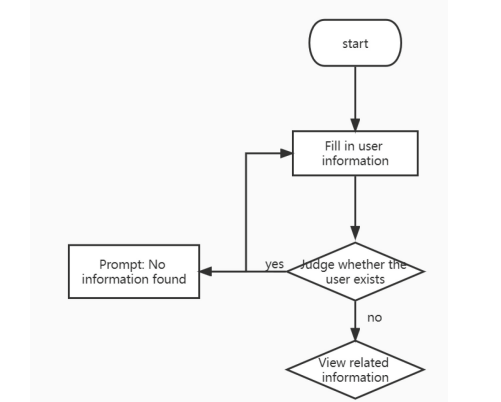 start
Fill in user
information
Prompt: No
information found
yes
Judge whether the
user exists
no
View related
information